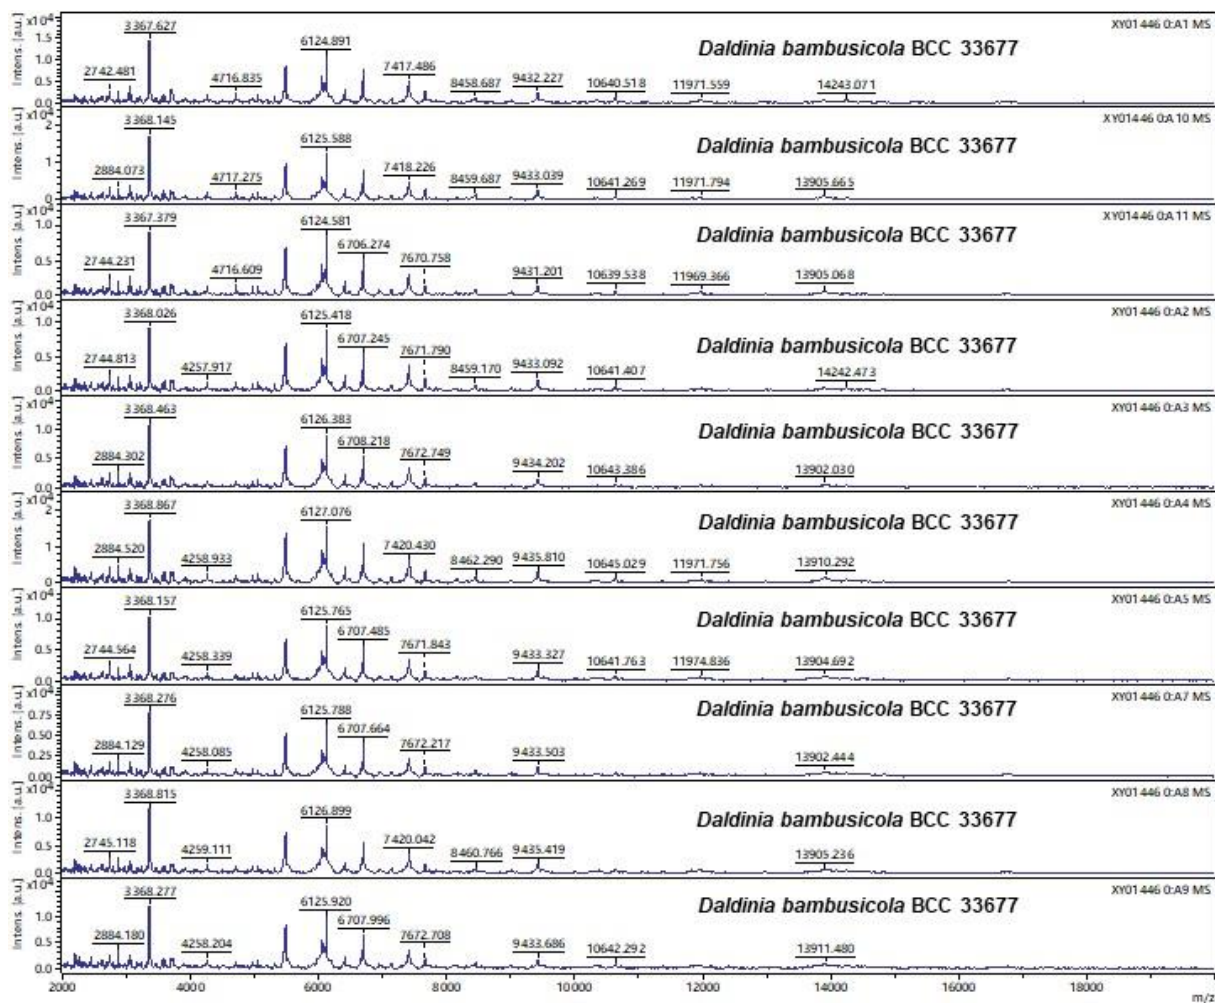 Intens. [a.u.]
x10⁴
3367.627
XY01446 0:A1 MS
1.5
6124.891
Daldinia bambusicola BCC 33677
1.0
2742.481
4716.835
7417.486
8458.687
9432.227
10640.518
11971.559
14243.071
0.5
0.0
Intens. [a.u.]
x10⁴
3368.145
XY01446 0:A10 MS
2
6125.588
Daldinia bambusicola BCC 33677
1
2884.073
4717.275
7418.226
8459.687
9433.039
10641.269
11971.794
13905.665
0
Intens. [a.u.]
x10⁴
3367.379
XY01446 0:A11 MS
1.0
6124.581
Daldinia bambusicola BCC 33677
6706.274
0.5
2744.231
4716.609
7670.758
9431.201
10639.538
11969.366
13905.068
0.0
Intens. [a.u.]
x10⁴
3368.026
XY01446 0:A2 MS
1.0
6125.418
Daldinia bambusicola BCC 33677
6707.245
0.5
2744.813
4257.917
7671.790
8459.170
9433.092
10641.407
14242.473
0.0
Intens. [a.u.]
x10⁴
3368.463
XY01446 0:A3 MS
1.0
6126.383
Daldinia bambusicola BCC 33677
6708.218
0.5
2884.302
7672.749
9434.202
10643.386
13902.030
0.0
Intens. [a.u.]
x10⁴
3368.867
XY01446 0:A4 MS
2
6127.076
Daldinia bambusicola BCC 33677
1
2884.520
4258.933
7420.430
8462.290
9435.810
10645.029
11971.756
13910.292
0
Intens. [a.u.]
x10⁴
3368.157
XY01446 0:A5 MS
1.0
6125.765
Daldinia bambusicola BCC 33677
6707.485
0.5
2744.564
4258.339
7671.843
9433.327
10641.763
11974.836
13904.692
0.0
Intens. [a.u.]
x10⁴
3368.276
XY01446 0:A7 MS
0.75
6125.788
Daldinia bambusicola BCC 33677
0.50
6707.664
0.25
2884.129
4258.085
7672.217
9433.503
13902.444
0.00
Intens. [a.u.]
x10⁴
3368.815
XY01446 0:A8 MS
1.0
6126.899
Daldinia bambusicola BCC 33677
0.5
2745.118
4259.111
7420.042
8460.766
9435.419
13905.236
0.0
Intens. [a.u.]
x10⁴
3368.277
XY01446 0:A9 MS
1.0
6125.920
Daldinia bambusicola BCC 33677
6707.996
0.5
2884.180
4258.204
7672.708
9433.686
10642.292
13911.480
0.0
2000 4000 6000 8000 10000 12000 14000 16000 18000
m/z